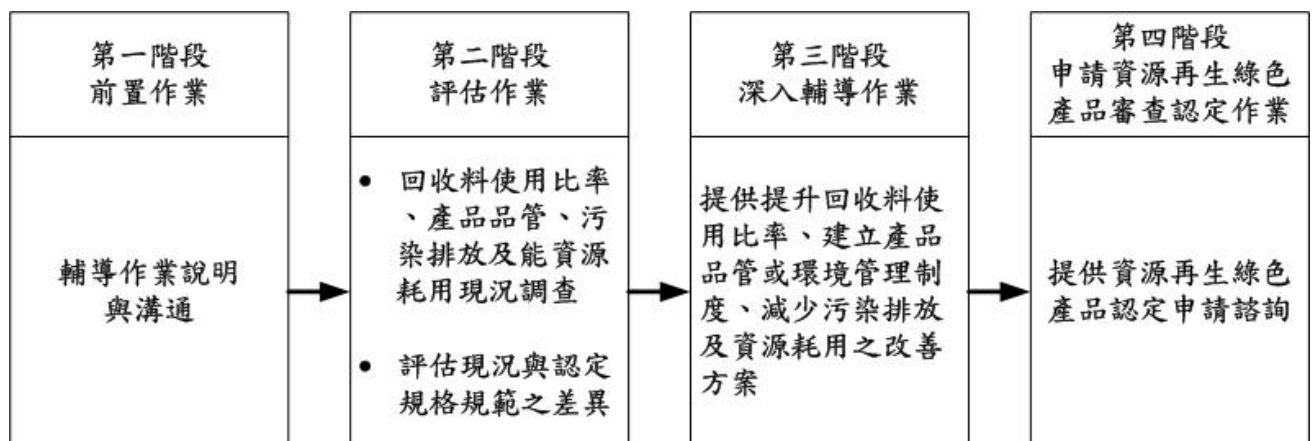 第一階段
前置作業
輔導作業說明
與溝通
第二階段
評估作業
• 回收料使用比率
、產品品管、污
染排放及能資源
耗用現況調查
• 評估現況與認定
規格規範之差異
第三階段
深入輔導作業
提供提升回收料使
用比率、建立產品
品管或環境管理制
度、減少污染排放
及資源耗用之改善
方案
第四階段
申請資源再生綠色
產品審查認定作業
提供資源再生綠色
產品認定申請諮詢